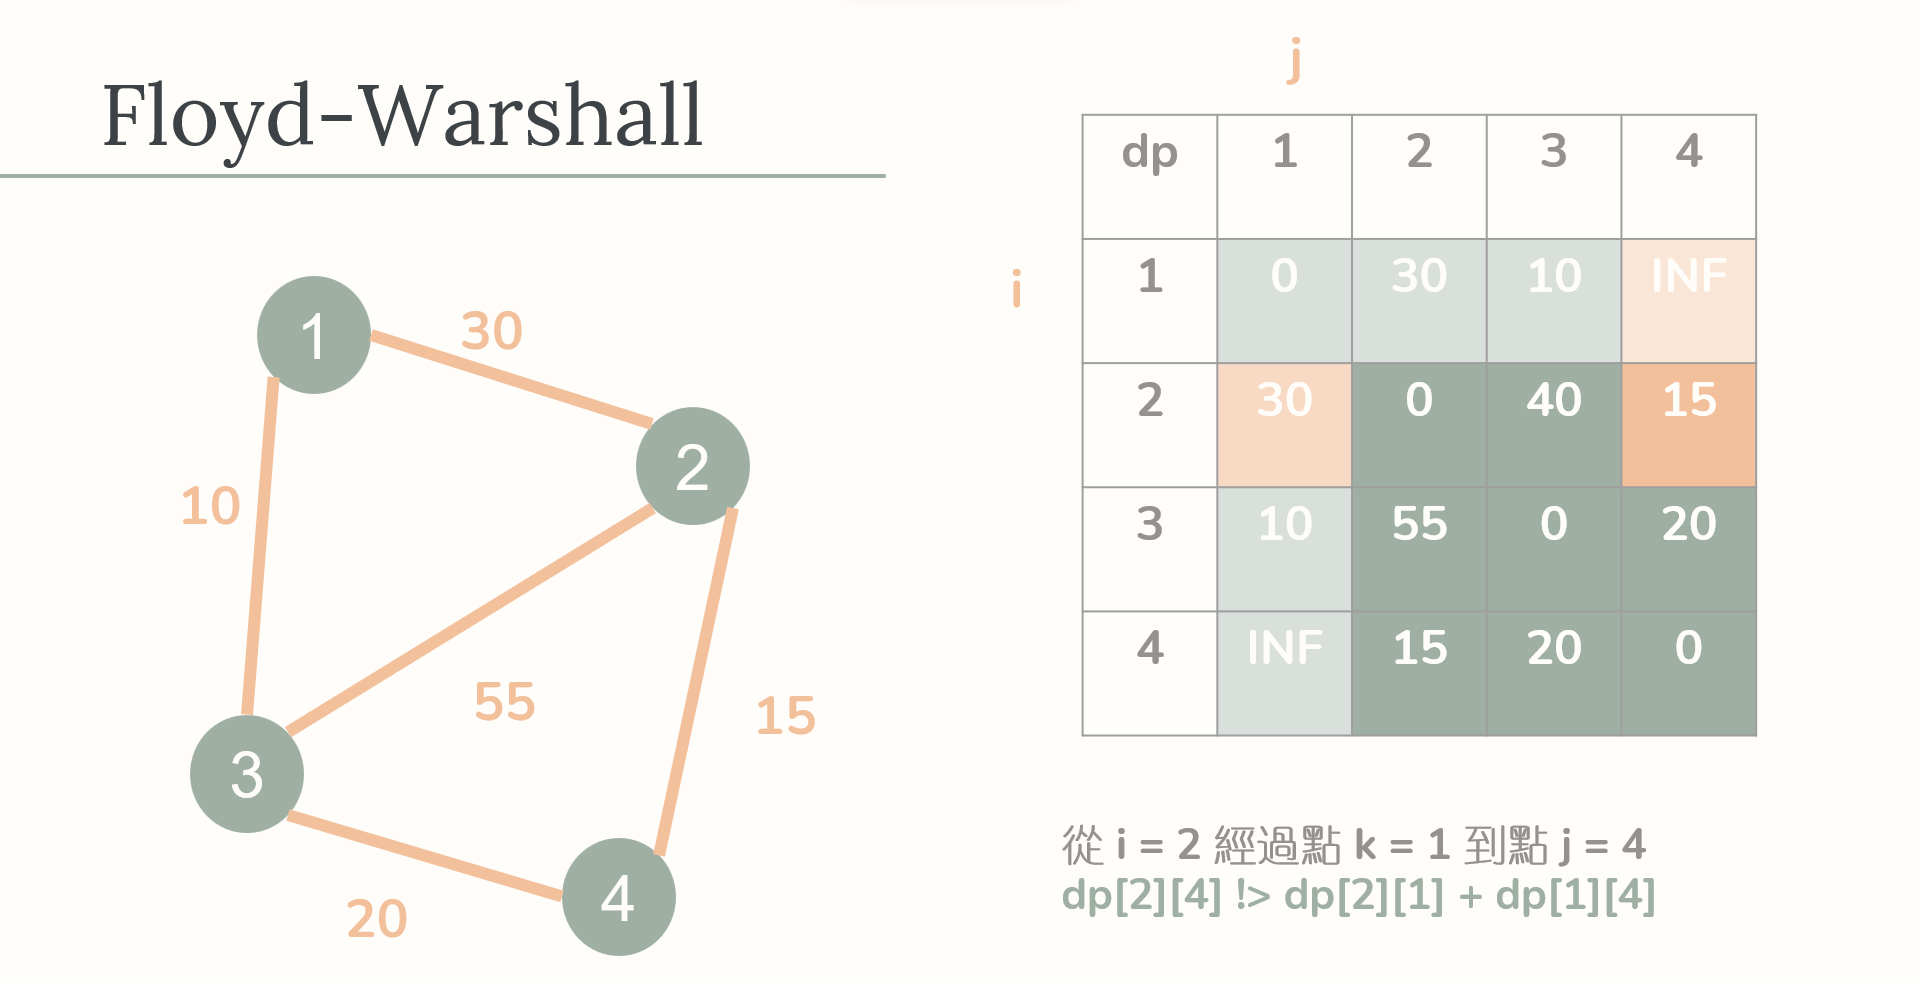 Floyd-Warshall
1
30
2
10
55
15
3
20
4
j
i
dp 1 2 3 4
1 0 30 10 INF
2 30 0 40 15
3 10 55 0 20
4 INF 15 20 0
從 i = 2 經過點 k = 1 到點 j = 4
dp[2][4] !> dp[2][1] + dp[1][4]